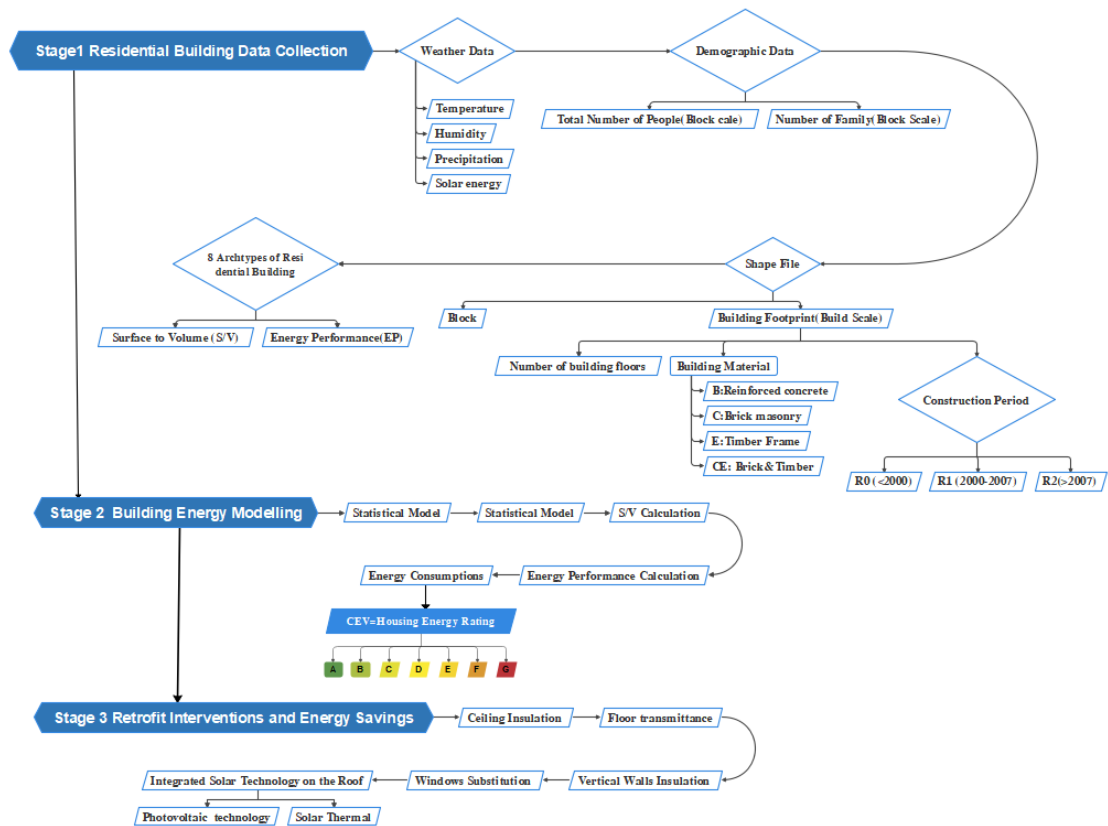 Stage1 Residential Building Data Collection
Weather Data
Demographic Data
Temperature
Humidity
Precipitation
Solar energy
Total Number of People( Block cale)
Number of Family( Block Scale)
8 Archtypes of Resi
dential Building
Shape File
Surface to Volume ( S/V)
Energy Performance(EP)
Block
Building Footprint( Build Scale)
Number of building floors
Building Material
B:Reinforced concrete
C:Brick masonry
E: Timber Frame
CE: Brick & Timber
Construction Period
R0 ( <2000)
R1 (2000-2007)
R2(>2007)
Stage 2 Building Energy Modelling
Statistical Model
Statistical Model
S/V Calculation
Energy Performance Calculation
Energy Consumptions
CEV=Housing Energy Rating
A
B
C
D
E
F
G
Stage 3 Retrofit Interventions and Energy Savings
Ceiling Insulation
Floor transmittance
Vertical Walls Insulation
Windows Substitution
Integrated Solar Technology on the Roof
Photovoltaic technology
Solar Thermal